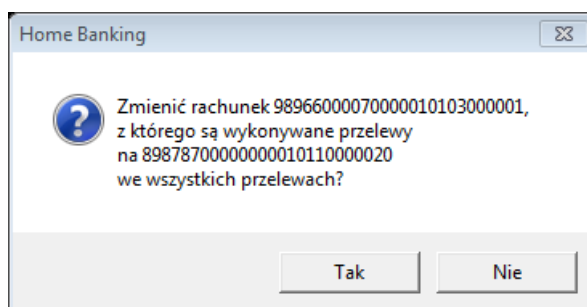 Home Banking
Zmienić rachunek 98966000070000010103000001,
z którego są wykonywane przelewy
na 89878700000000010110000020
we wszystkich przelewach?
Tak
Nie